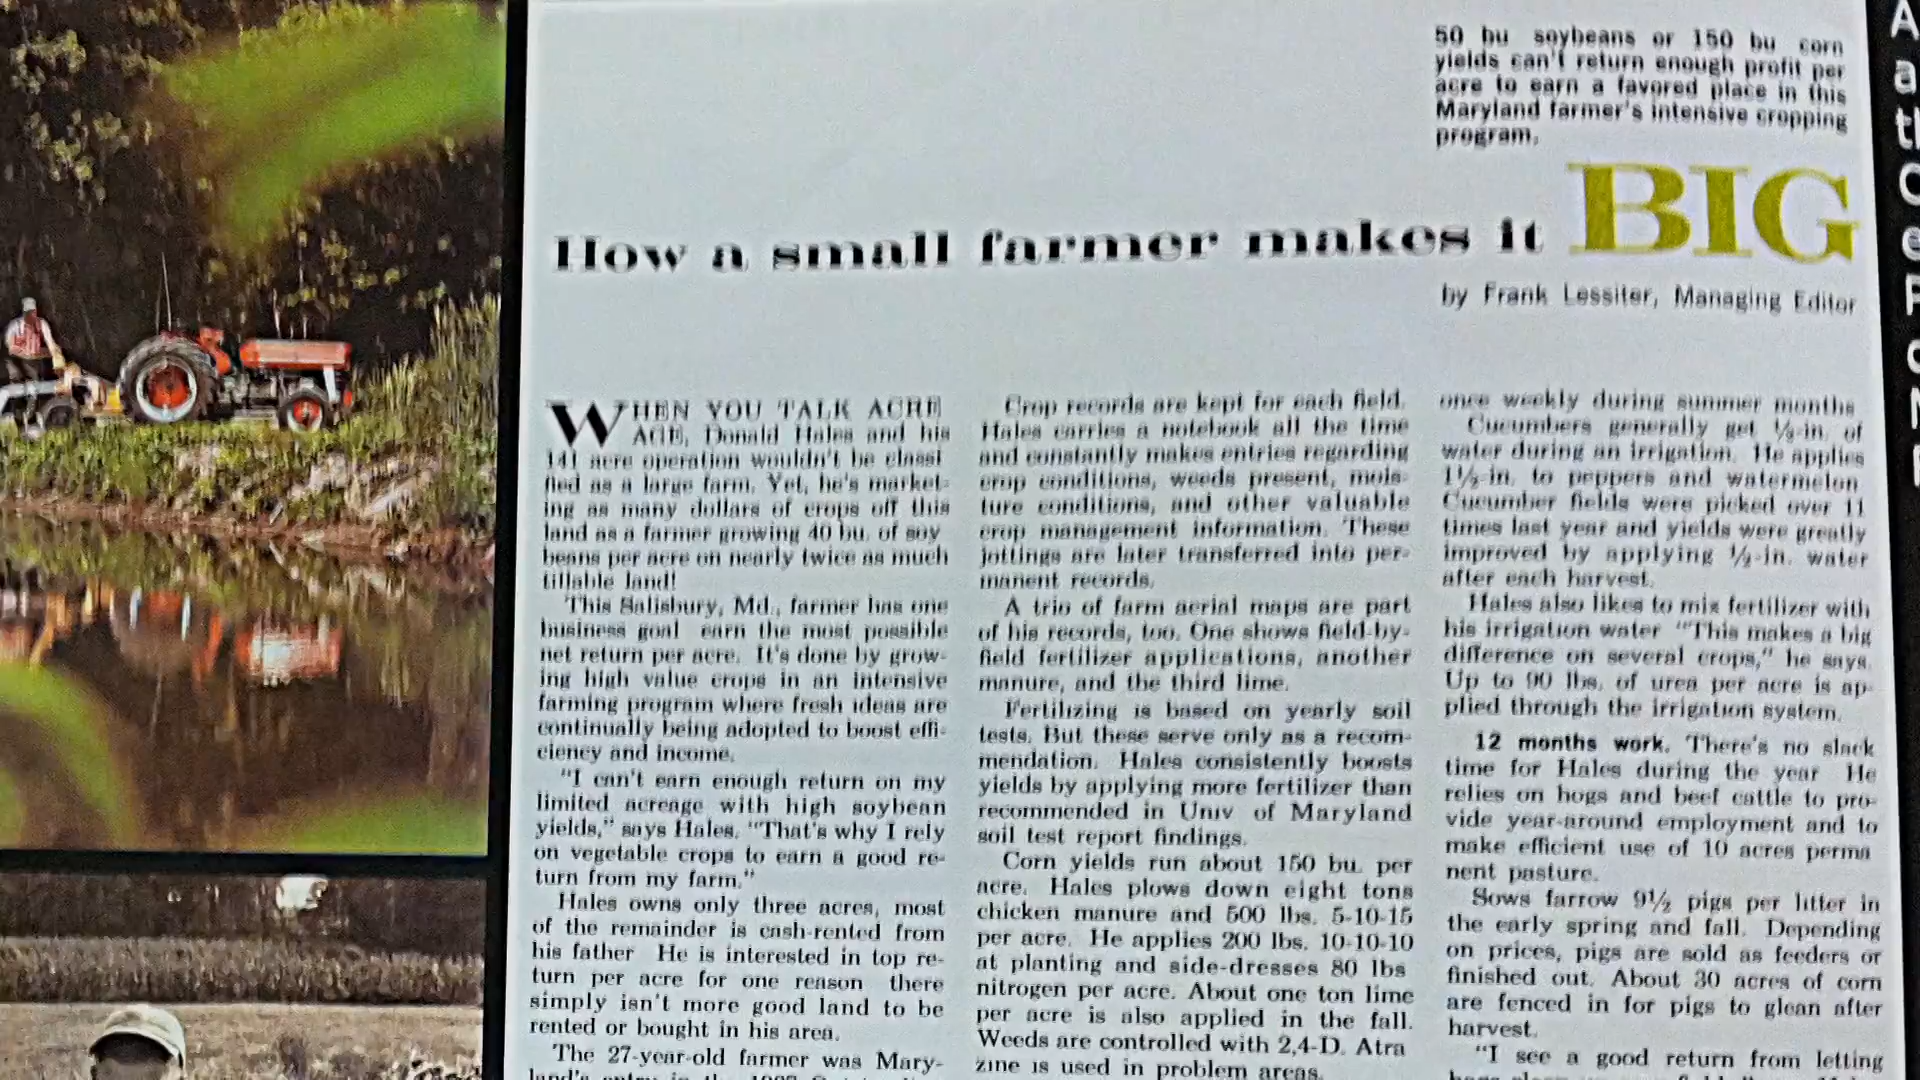 50 bu soybeans or 150 bu corn
yields can't return enough profit per
acre to earn a favored place in this
Maryland farmer's intensive cropping
program.
How a small farmer makes it BIG
by Frank Lessiter, Managing Editor
WHEN YOU TALK ACRE
AGE, Donald Hales and his
141 acre operation wouldn't be classi
fied as a large farm. Yet, he's market-
ing as many dollars of crops off this
land as a farmer growing 40 bu. of soy
beans per acre on nearly twice as much
tillable land!
This Salisbury, Md., farmer has one
business goal earn the most possible
net return per acre. It's done by grow-
ing high value crops in an intensive
farming program where fresh ideas are
continually being adopted to boost effi-
ciency and income.
"I can't earn enough return on my
limited acreage with high soybean
yields," says Hales. "That's why I rely
on vegetable crops to earn a good re-
turn from my farm."
Hales owns only three acres, most
of the remainder is cash-rented from
his father He is interested in top re-
turn per acre for one reason there
simply isn't more good land to be
rented or bought in his area.
The 27-year-old farmer was Mary-
land's entry in the
Crop records are kept for each field.
Hales carries a notebook all the time
and constantly makes entries regarding
crop conditions, weeds present, mois-
ture conditions, and other valuable
crop management information. These
jottings are later transferred into per-
manent records.
A trio of farm aerial maps are part
of his records, too. One shows field-by-
field fertilizer applications, another
manure, and the third lime.
Fertilizing is based on yearly soil
tests. But these serve only as a recom-
mendation. Hales consistently boosts
yields by applying more fertilizer than
recommended in Univ of Maryland
soil test report findings.
Corn yields run about 150 bu. per
acre. Hales plows down eight tons
chicken manure and 500 lbs. 5-10-15
per acre. He applies 200 lbs. 10-10-10
at planting and side-dresses 80 lbs
nitrogen per acre. About one ton lime
per acre is also applied in the fall.
Weeds are controlled with 2,4-D. Atra
zine is used in problem areas.
once weekly during summer months
Cucumbers generally get ½-in. of
water during an irrigation. He applies
1½-in. to peppers and watermelon
Cucumber fields were picked over 11
times last year and yields were greatly
improved by applying ½-in. water
after each harvest.
Hales also likes to mix fertilizer with
his irrigation water "This makes a big
difference on several crops," he says.
Up to 90 lbs. of urea per acre is ap-
plied through the irrigation system.
12 months work. There's no slack
time for Hales during the year He
relies on hogs and beef cattle to pro-
vide year-around employment and to
make efficient use of 10 acres perma
nent pasture.
Sows farrow 9½ pigs per litter in
the early spring and fall. Depending
on prices, pigs are sold as feeders or
finished out. About 30 acres of corn
are fenced in for pigs to glean after
harvest.
"I see a good return from letting